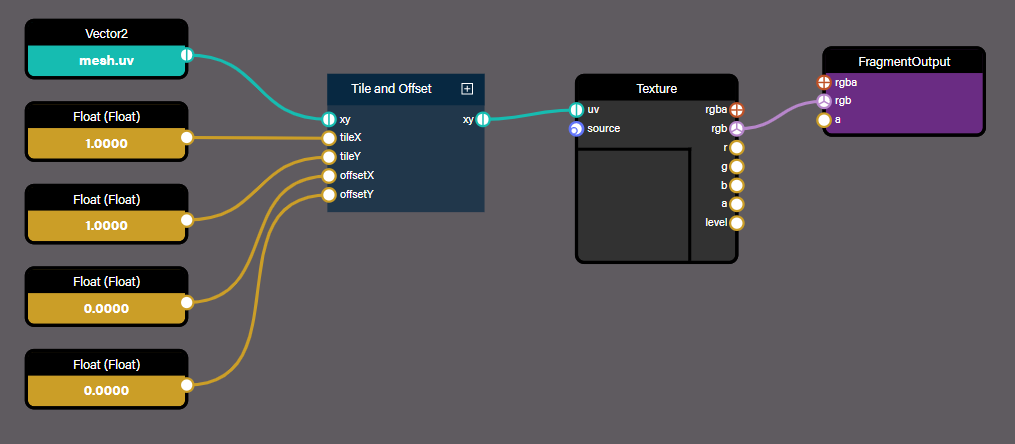 Vector2
mesh.uv
Float (Float)
1.0000
Float (Float)
1.0000
Float (Float)
0.0000
Float (Float)
0.0000
Tile and Offset
xy xy
tileX
tileY
offsetX
offsetY
Texture
uv rgba
source rgb
r
g
b
a
level
FragmentOutput
rgba
rgb
a